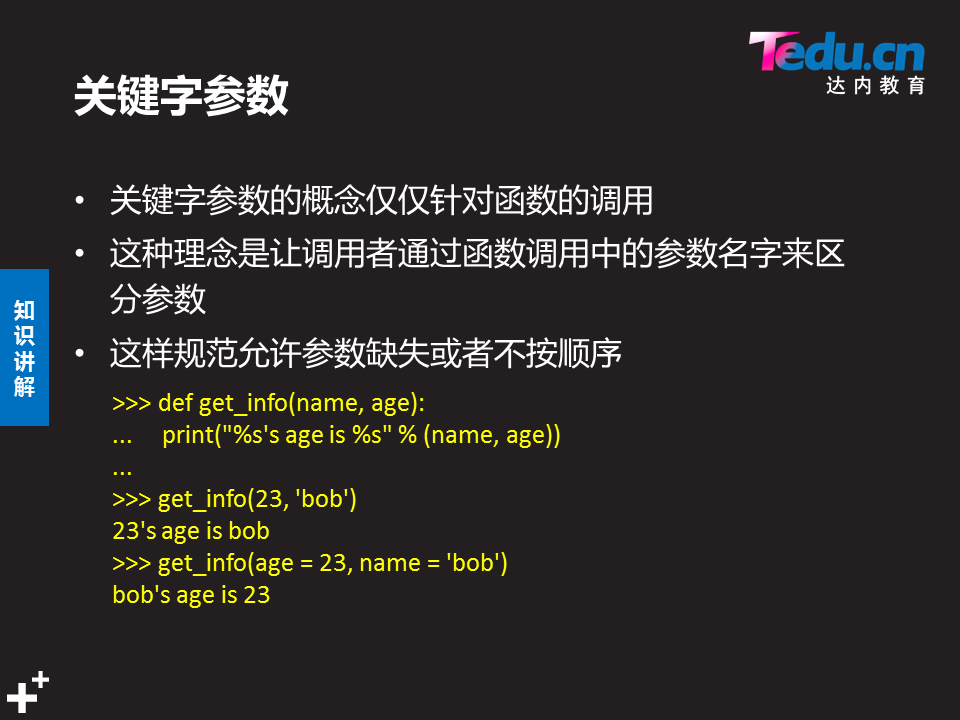 Tedu.cn
达内教育
关键字参数
• 关键字参数的概念仅仅针对函数的调用
• 这种理念是让调用者通过函数调用中的参数名字来区
分参数
• 这样规范允许参数缺失或者不按顺序
知
识
讲
解
>>> def get_info(name, age):
...     print("%s's age is %s" % (name, age))
...
>>> get_info(23, 'bob')
23's age is bob
>>> get_info(age = 23, name = 'bob')
bob's age is 23